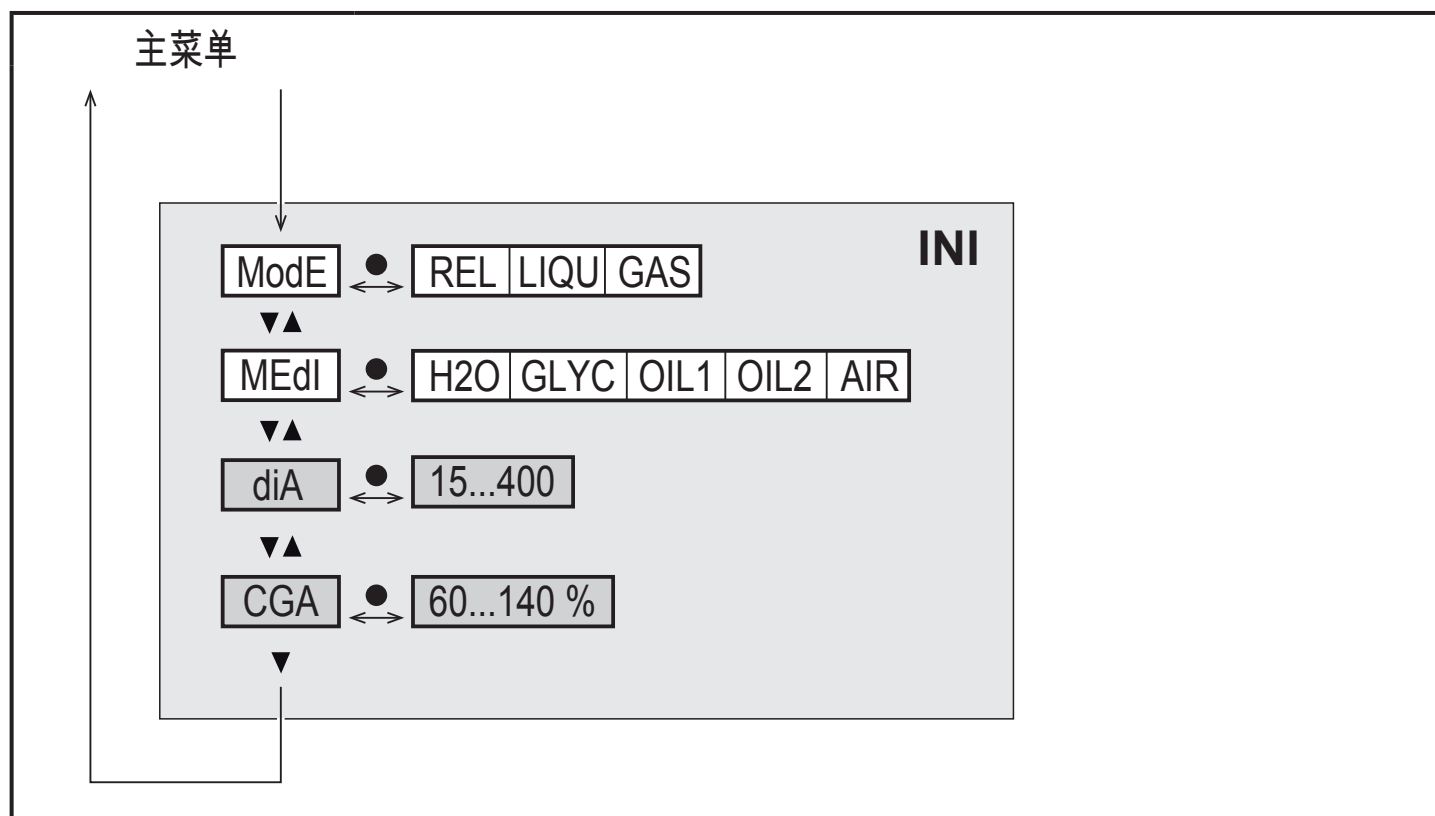 主菜单
INI
ModE REL LIQU GAS
MEdI H2O GLYC OIL1 OIL2 AIR
diA 15...400
CGA 60...140 %